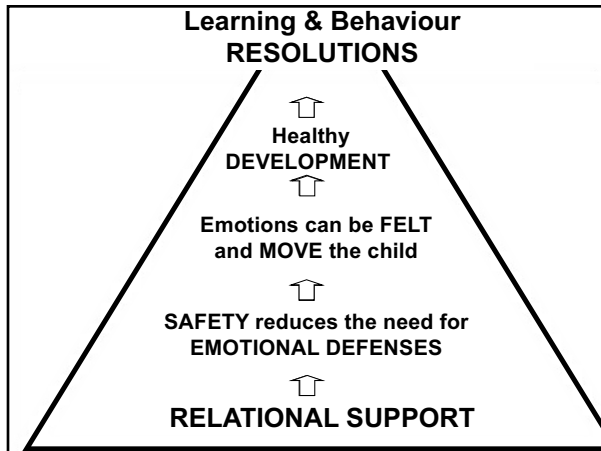 Learning & Behaviour
RESOLUTIONS
Healthy
DEVELOPMENT
Emotions can be FELT
and MOVE the child
SAFETY reduces the need for
EMOTIONAL DEFENSES
RELATIONAL SUPPORT